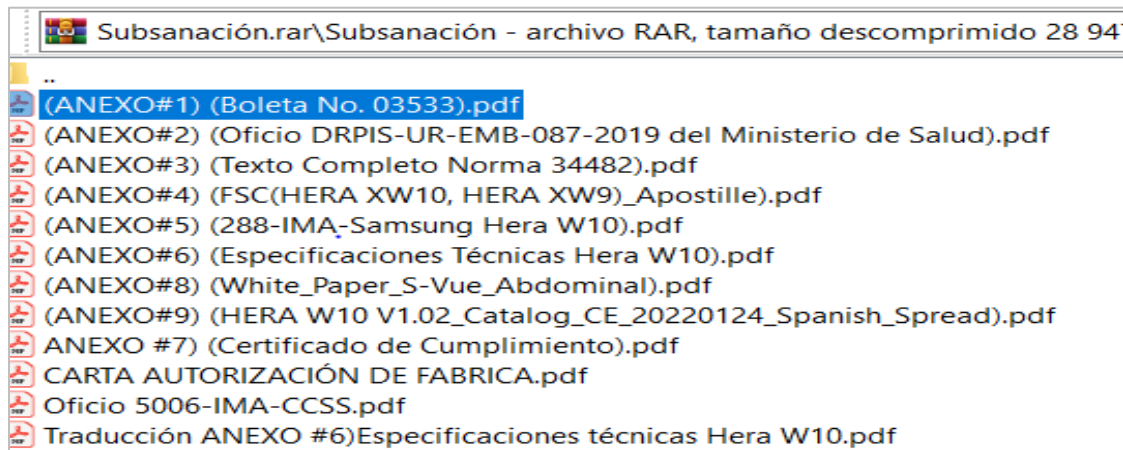 Subsanación.rar\Subsanación - archivo RAR, tamaño descomprimido 28 94
..
(ANEXO#1) (Boleta No. 03533).pdf
(ANEXO#2) (Oficio DRPIS-UR-EMB-087-2019 del Ministerio de Salud).pdf
(ANEXO#3) (Texto Completo Norma 34482).pdf
(ANEXO#4) (FSC(HERA XW10, HERA XW9)_Apostille).pdf
(ANEXO#5) (288-IMA-Samsung Hera W10).pdf
(ANEXO#6) (Especificaciones Técnicas Hera W10).pdf
(ANEXO#8) (White_Paper_S-Vue_Abdominal).pdf
(ANEXO#9) (HERA W10 V1.02_Catalog_CE_20220124_Spanish_Spread).pdf
ANEXO #7) (Certificado de Cumplimiento).pdf
CARTA AUTORIZACIÓN DE FABRICA.pdf
Oficio 5006-IMA-CCSS.pdf
Traducción ANEXO #6)Especificaciones técnicas Hera W10.pdf